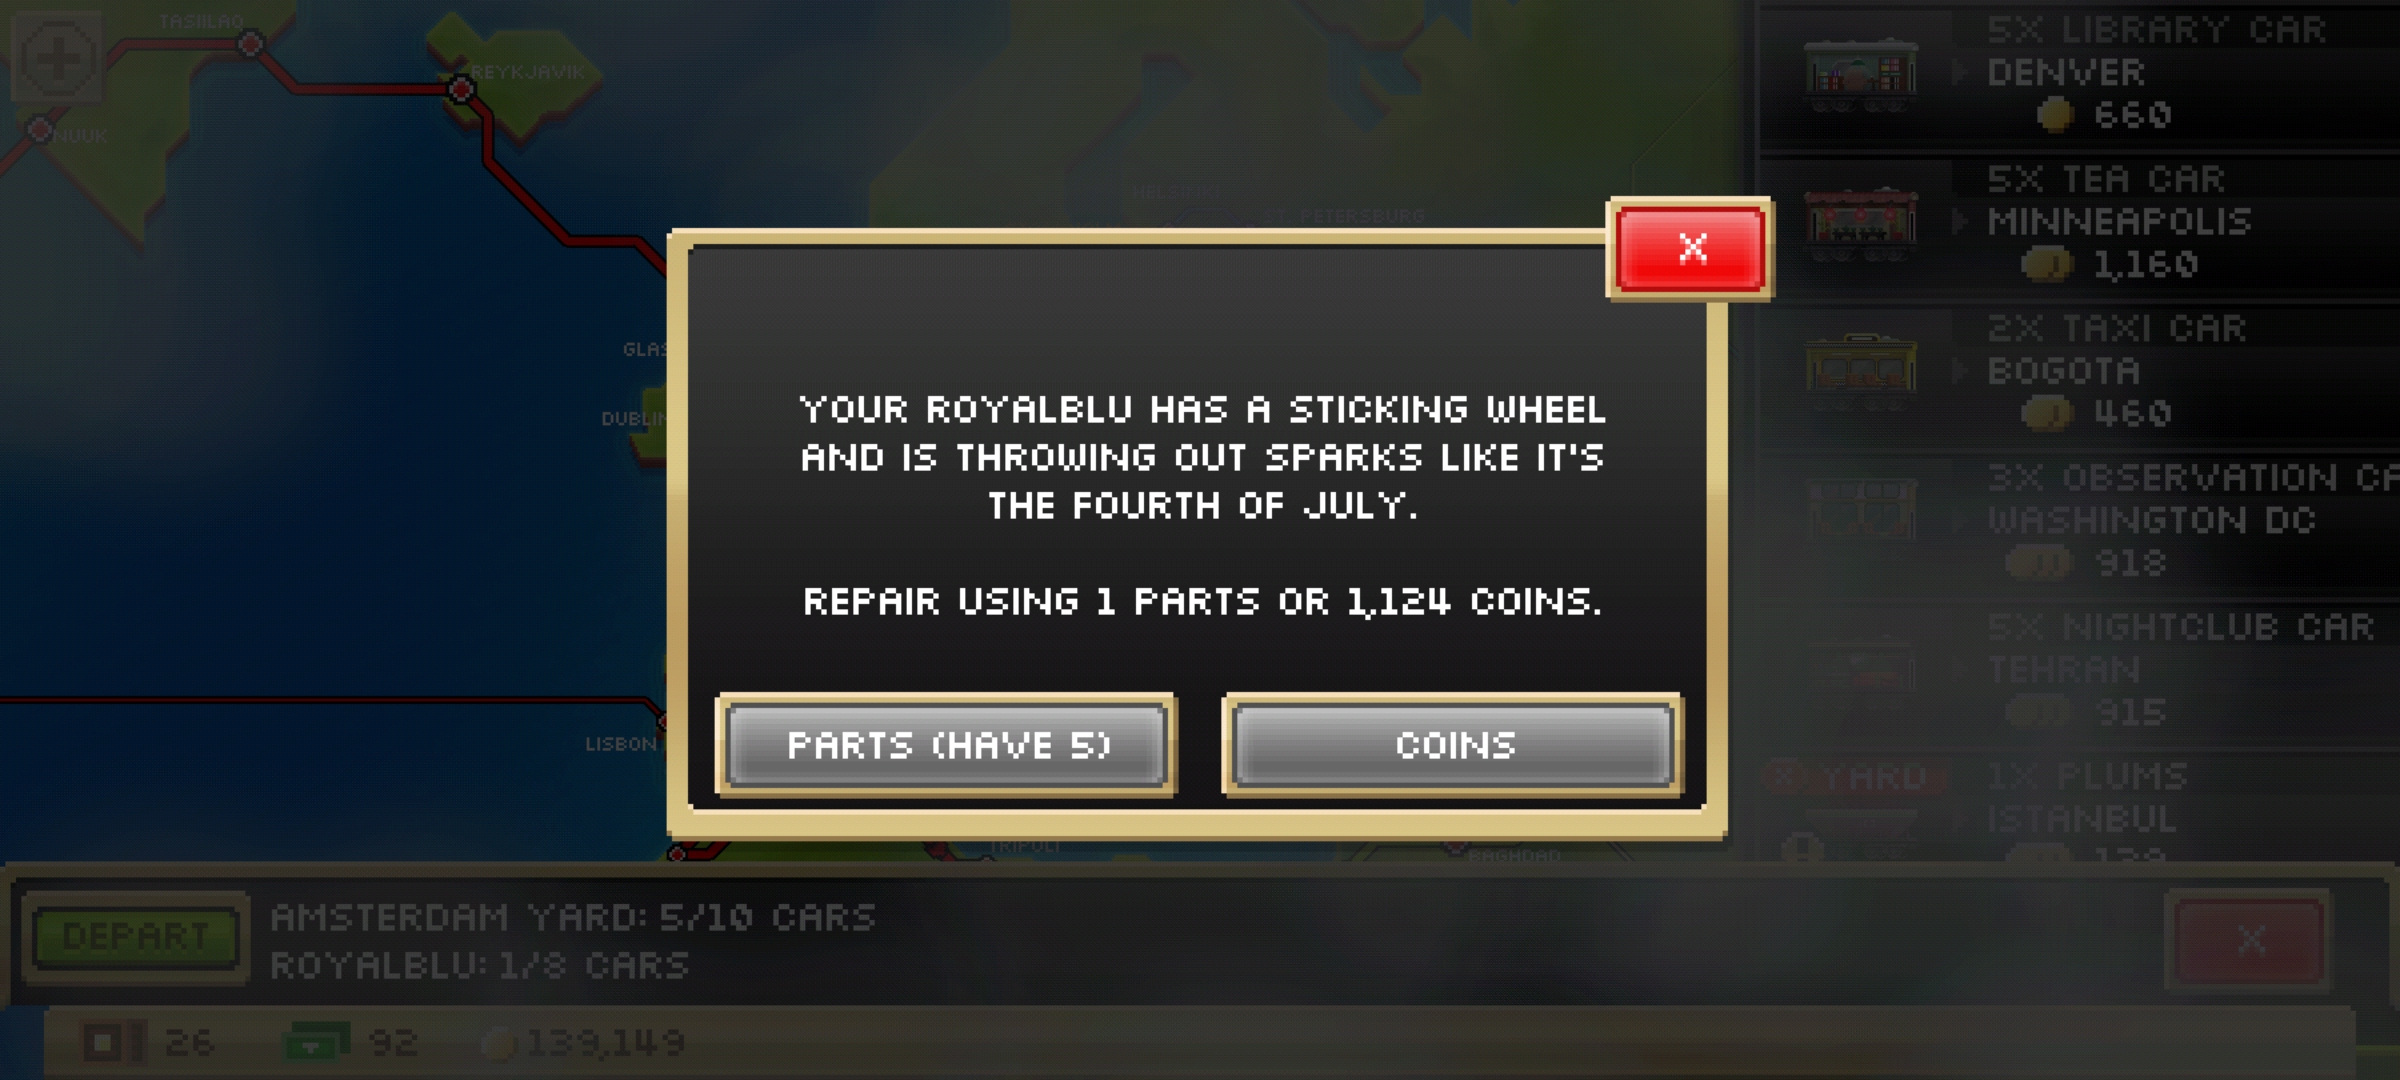 TASIILAQ
REYKJAVIK
NUUK
HELSINKI
ST PETERSBURG
GLAS
DUBLIN
LISBON
TRIPOLI
BAGHDAD
5X LIBRARY CAR
DENVER
660
5X TEA CAR
MINNEAPOLIS
1,160
2X TAXI CAR
BOGOTA
460
3X OBSERVATION CA
WASHINGTON DC
918
5X NIGHTCLUB CAR
TEHRAN
915
YARD
1X PLUMS
ISTANBUL
X
YOUR ROYALBLU HAS A STICKING WHEEL
AND IS THROWING OUT SPARKS LIKE IT'S
THE FOURTH OF JULY.
REPAIR USING 1 PARTS OR 1,124 COINS.
PARTS (HAVE 5)
COINS
DEPART
AMSTERDAM YARD: 5/10 CARS
ROYALBLU: 1/8 CARS
X
26
92
139,149